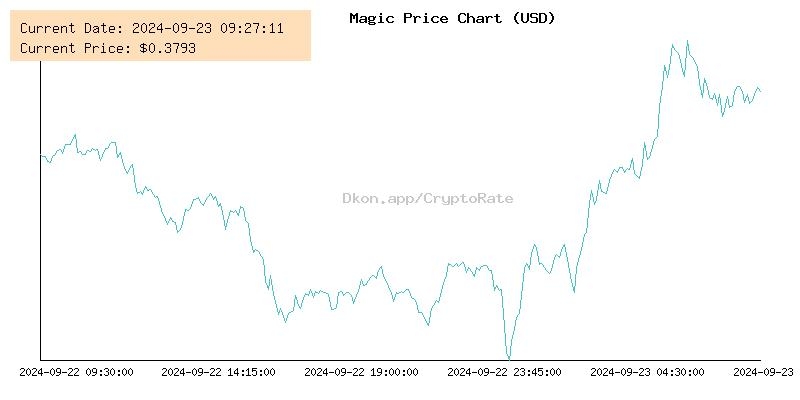 Magic Price Chart (USD)
Current Date: 2024-09-23 09:27:11
Current Price: $0.3793
Dkon.app/CryptoRate
2024-09-22 09:30:00 2024-09-22 14:15:00 2024-09-22 19:00:00 2024-09-22 23:45:00 2024-09-23 04:30:00 2024-09-23